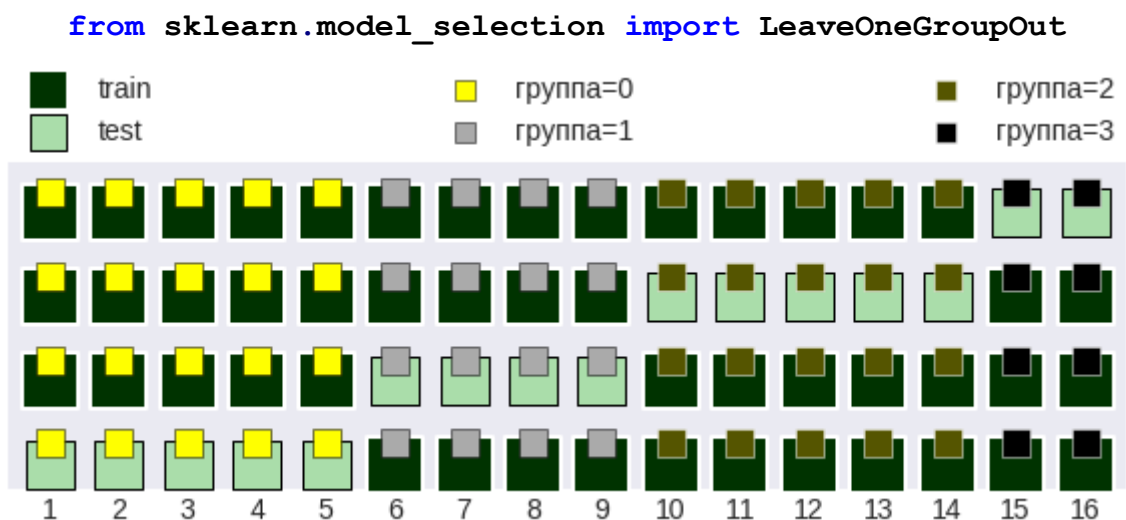 from sklearn.model_selection import LeaveOneGroupOut
train группа=0 группа=2
test группа=1 группа=3
1 2 3 4 5 6 7 8 9 10 11 12 13 14 15 16